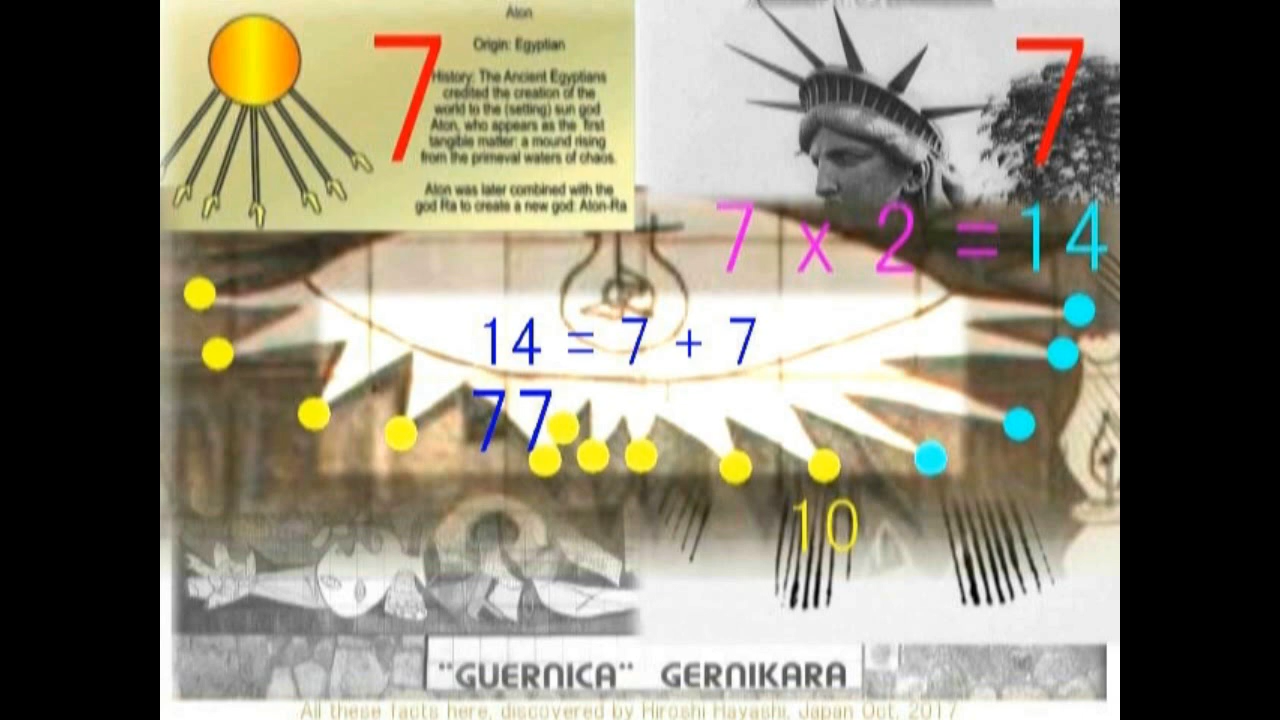 Aton
Origin: Egyptian
History: The Ancient Egyptians
credited the creation of the
world to the (setting) sun god
Aton, who appears as the first
tangible matter: a mound rising
from the primeval waters of chaos.
Aton was later combined with the
god Ra to create a new god: Aton-Ra
7
7
7 x 2 = 14
14 = 7 + 7
77
10
"GUERNICA" GERNIKARA
All these facts here, discovered by Hiroshi Hayashi, Japan Oct, 2017